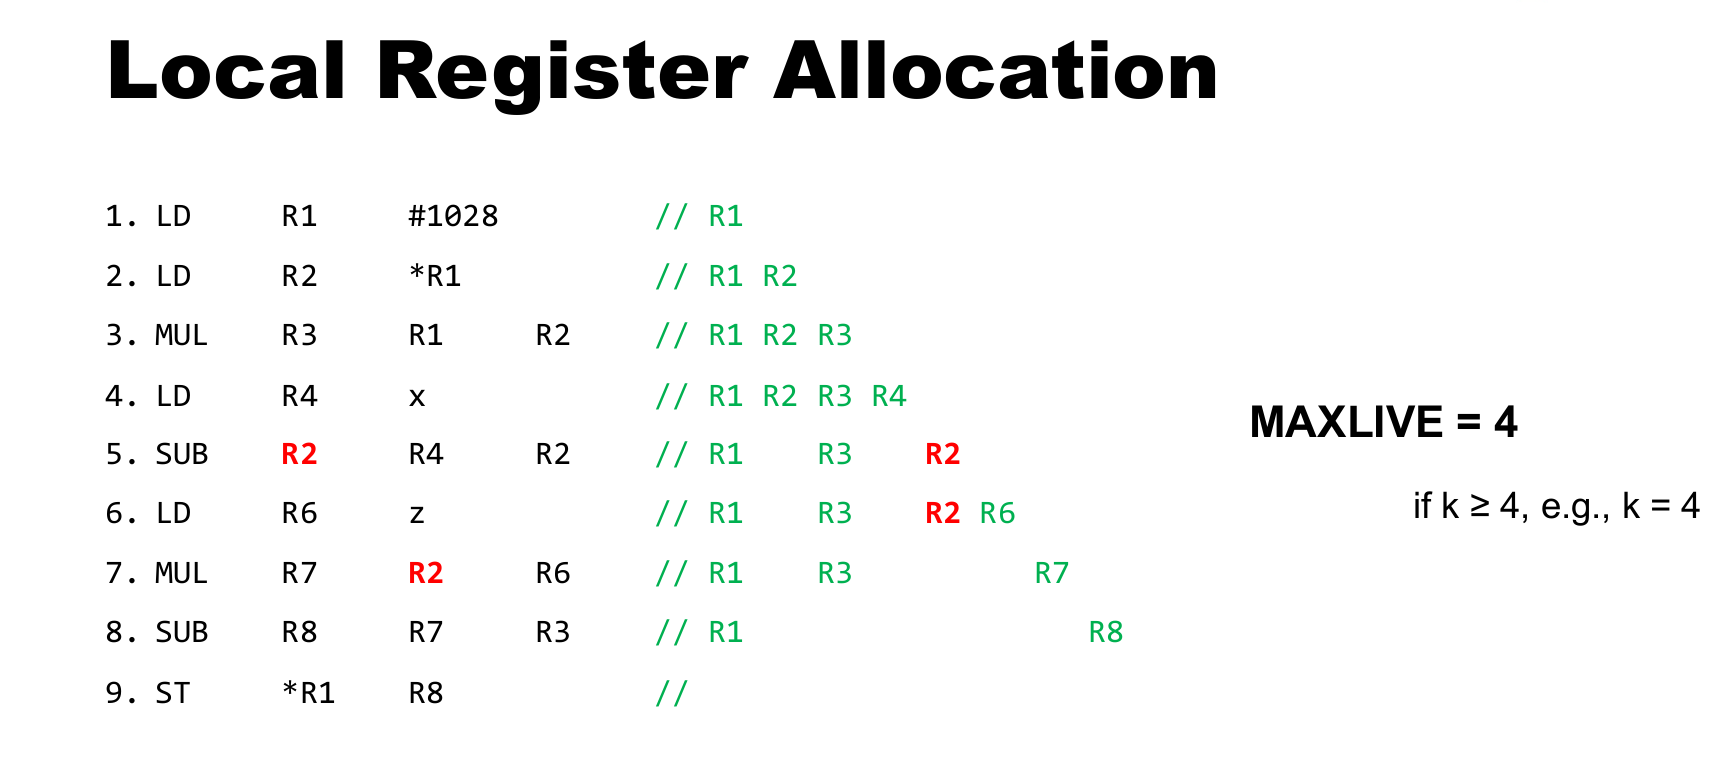 Local Register Allocation
1. LD R1 #1028 // R1
2. LD R2 *R1 // R1 R2
3. MUL R3 R1 R2 // R1 R2 R3
4. LD R4 x // R1 R2 R3 R4
MAXLIVE = 4
5. SUB R2 R4 R2 // R1 R3 R2
6. LD R6 z // R1 R3 R2 R6
if k ≥ 4, e.g., k = 4
7. MUL R7 R2 R6 // R1 R3 R7
8. SUB R8 R7 R3 // R1 R8
9. ST *R1 R8 //